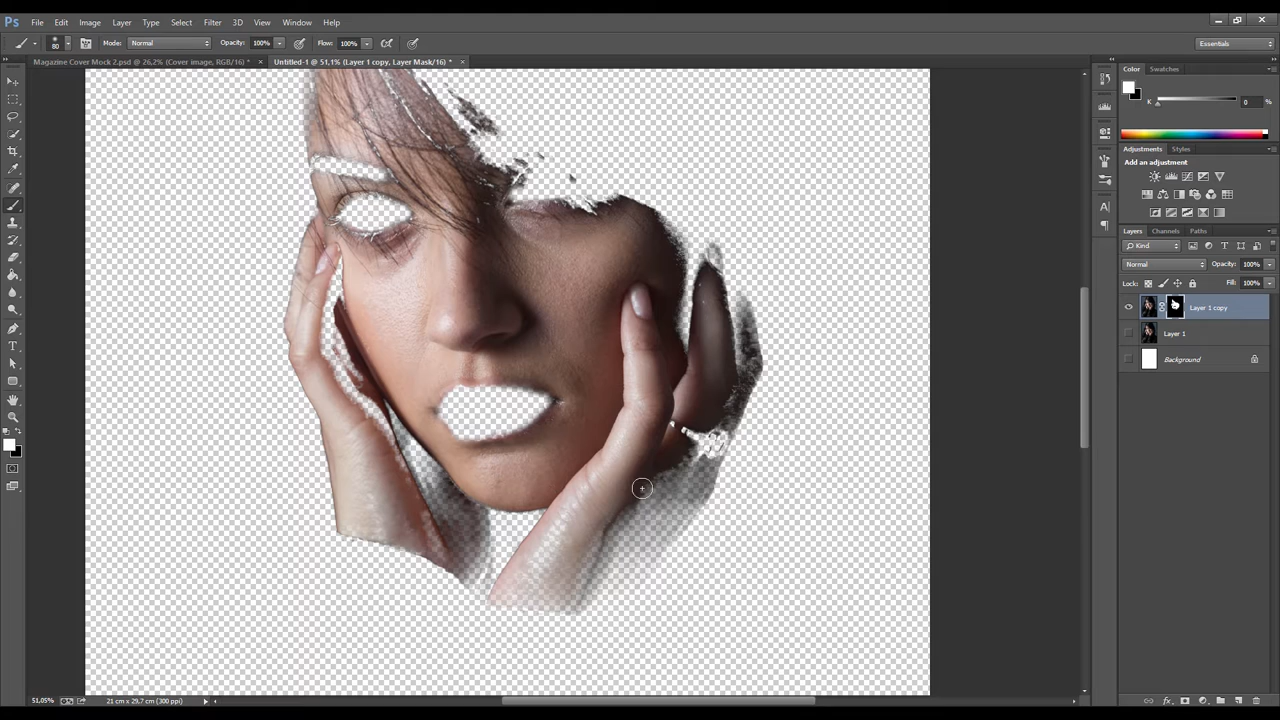 Ps File Edit Image Layer Type Select Filter 3D View Window Help
80 Mode: Normal Opacity: 100% Flow: 100% Essentials
Magazine Cover Mock 2.psd @ 26,2% (Cover image, RGB/16) * × Untitled-1 @ 51,1% (Layer 1 copy, Layer Mask/16) * ×
Color Swatches
K 0 %
Adjustments Styles
Add an adjustment
Layers Channels Paths
Kind
Normal Opacity: 100%
Lock: Fill: 100%
Layer 1 copy
Layer 1
Background
51,05% 21 cm x 29,7 cm (300 ppi)